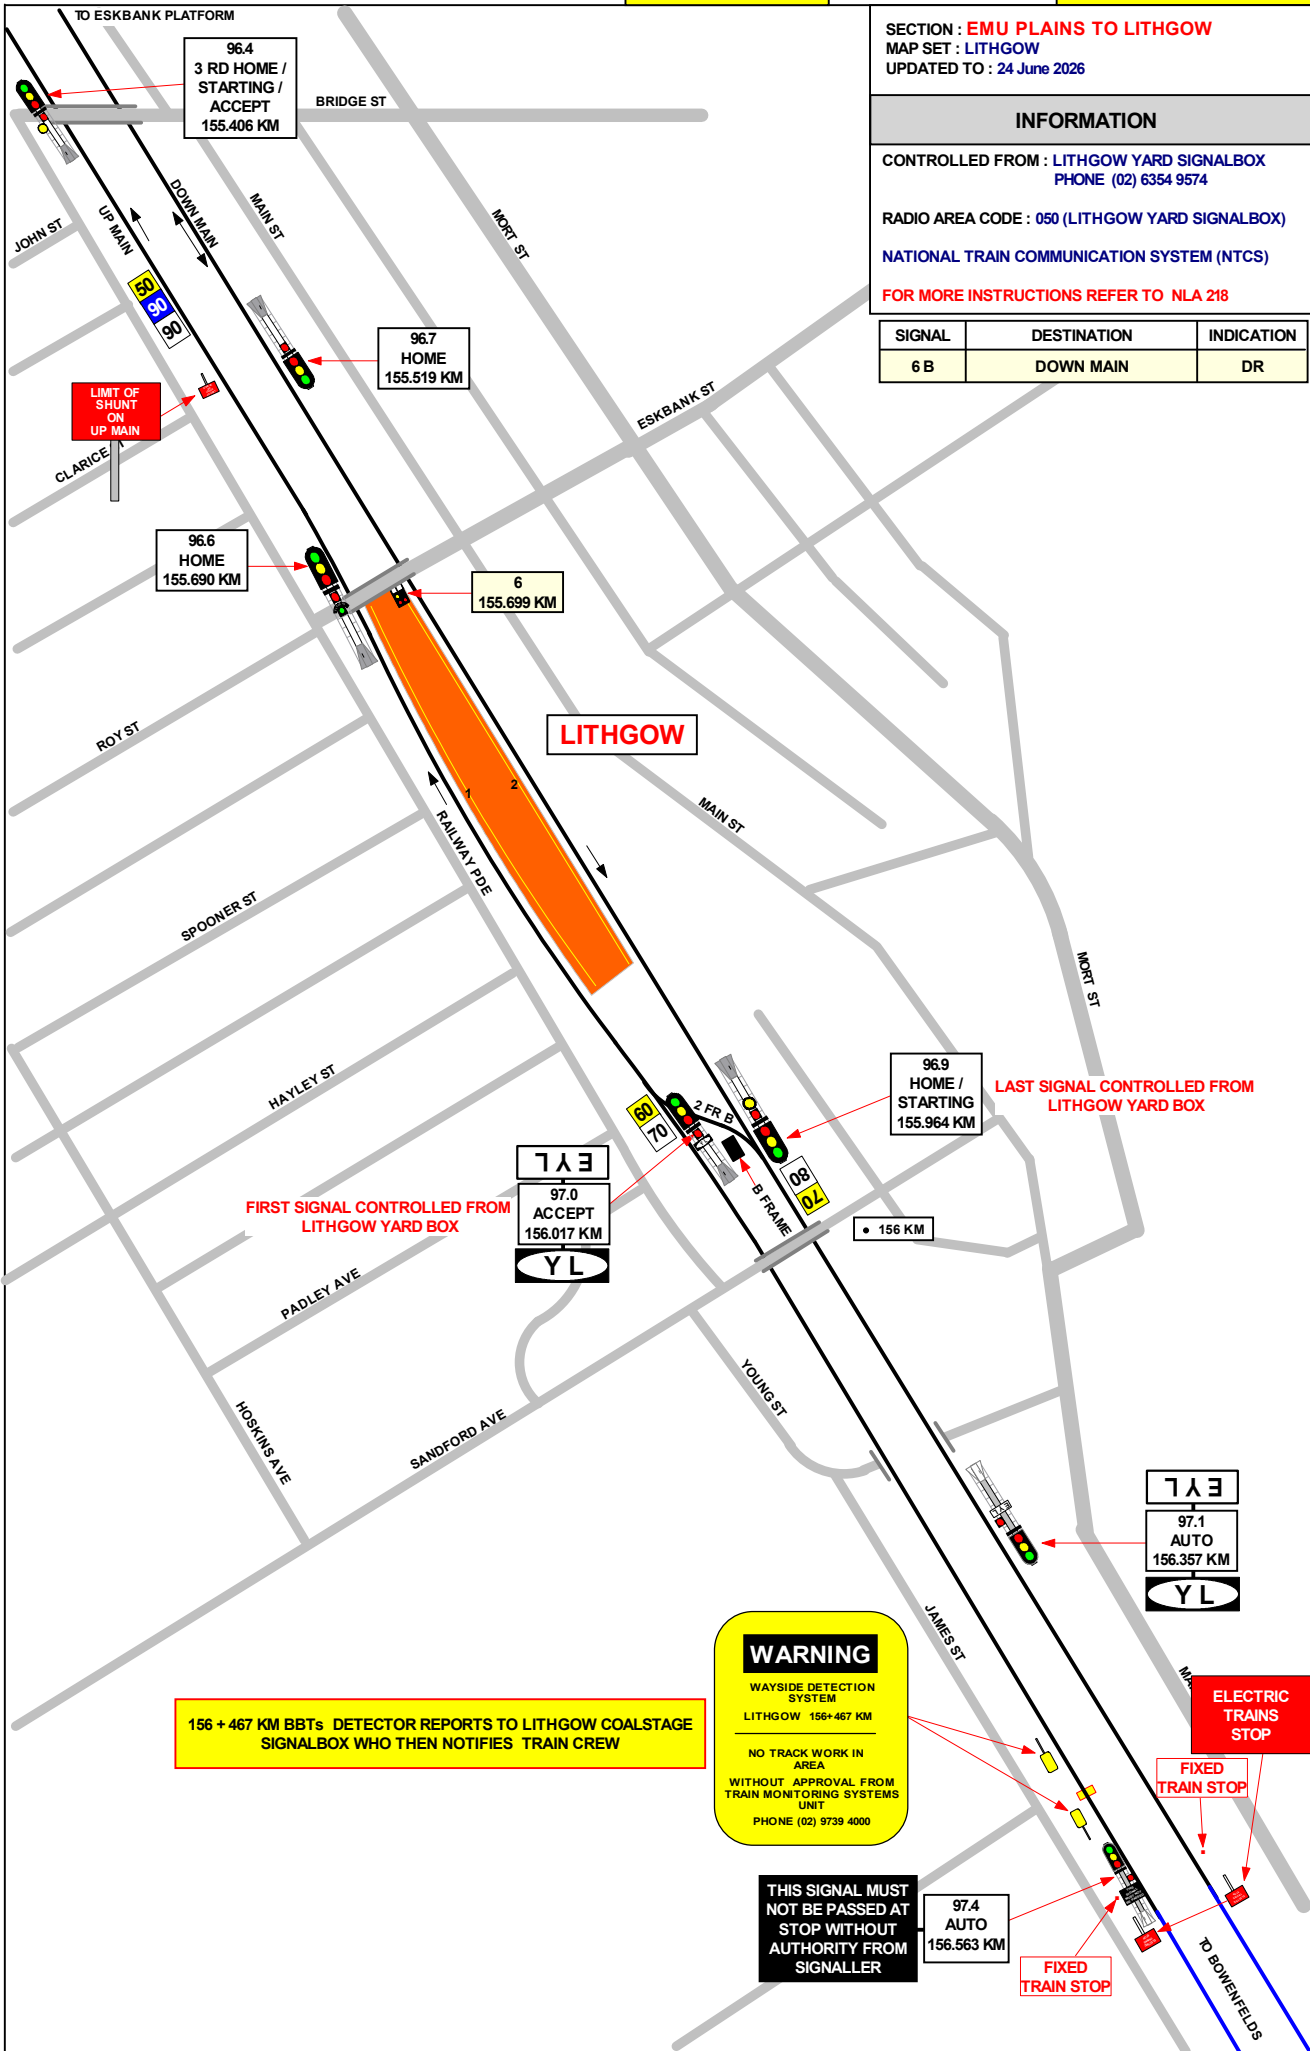 TO ESKBANK PLATFORM
SECTION : EMU PLAINS TO LITHGOW
MAP SET : LITHGOW
UPDATED TO : 24 June 2026
INFORMATION
CONTROLLED FROM : LITHGOW YARD SIGNALBOX
PHONE (02) 6354 9574
RADIO AREA CODE : 050 (LITHGOW YARD SIGNALBOX)
NATIONAL TRAIN COMMUNICATION SYSTEM (NTCS)
FOR MORE INSTRUCTIONS REFER TO NLA 218
SIGNAL DESTINATION INDICATION
6 B DOWN MAIN DR
96.4
3 RD HOME /
STARTING /
ACCEPT
155.406 KM
BRIDGE ST
JOHN ST
UP MAIN
DOWN MAIN
MAIN ST
MORT ST
50
90
90
96.7
HOME
155.519 KM
LIMIT OF
SHUNT
ON
UP MAIN
CLARICE
ESKBANK ST
96.6
HOME
155.690 KM
6
155.699 KM
ROY ST
LITHGOW
1
2
RAILWAY PDE
MAIN ST
SPOONER ST
MORT ST
HAYLEY ST
96.9
HOME /
STARTING
155.964 KM
LAST SIGNAL CONTROLLED FROM
LITHGOW YARD BOX
60
70
2 FR B
80
70
B FRAME
EYL
97.0
ACCEPT
156.017 KM
YL
FIRST SIGNAL CONTROLLED FROM
LITHGOW YARD BOX
156 KM
PADLEY AVE
YOUNG ST
HOSKINS AVE
SANDFORD AVE
EYL
97.1
AUTO
156.357 KM
YL
JAMES ST
WARNING
WAYSIDE DETECTION
SYSTEM
LITHGOW 156+467 KM
NO TRACK WORK IN
AREA
WITHOUT APPROVAL FROM
TRAIN MONITORING SYSTEMS
UNIT
PHONE (02) 9739 4000
156 + 467 KM BBTs DETECTOR REPORTS TO LITHGOW COALSTAGE
SIGNALBOX WHO THEN NOTIFIES TRAIN CREW
ELECTRIC
TRAINS
STOP
FIXED
TRAIN STOP
THIS SIGNAL MUST
NOT BE PASSED AT
STOP WITHOUT
AUTHORITY FROM
SIGNALLER
97.4
AUTO
156.563 KM
FIXED
TRAIN STOP
TO BOWENFELDS